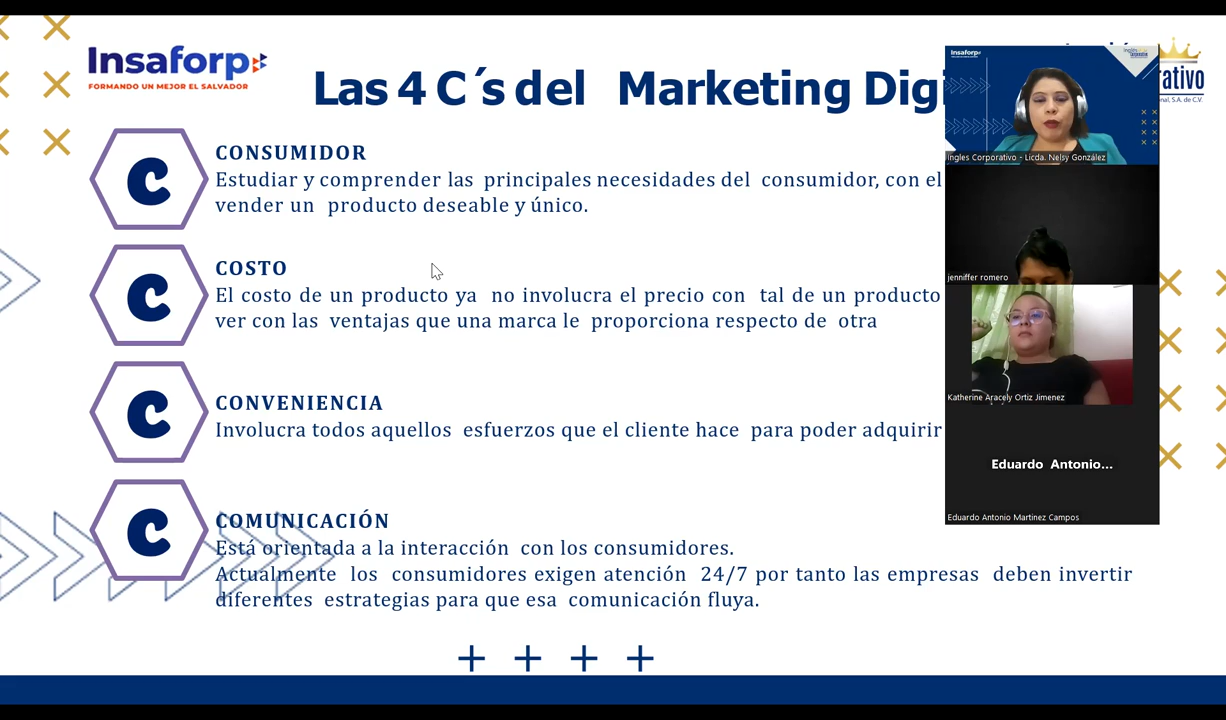 Insaforp
FORMANDO UN MEJOR EL SALVADOR
Las 4 C´s del Marketing Digi
rativo
nal, S.A. de C.V.
C
CONSUMIDOR
Estudiar y comprender las principales necesidades del consumidor, con el
vender un producto deseable y único.
C
COSTO
El costo de un producto ya no involucra el precio con tal de un producto
ver con las ventajas que una marca le proporciona respecto de otra
C
CONVENIENCIA
Involucra todos aquellos esfuerzos que el cliente hace para poder adquirir
C
COMUNICACIÓN
Está orientada a la interacción con los consumidores.
Actualmente los consumidores exigen atención 24/7 por tanto las empresas deben invertir
diferentes estrategias para que esa comunicación fluya.
Insaforp
Ingles Corporativo - Licda. Nelsy González
jenniffer romero
Katherine Aracely Ortiz Jimenez
Eduardo Antonio...
Eduardo Antonio Martinez Campos